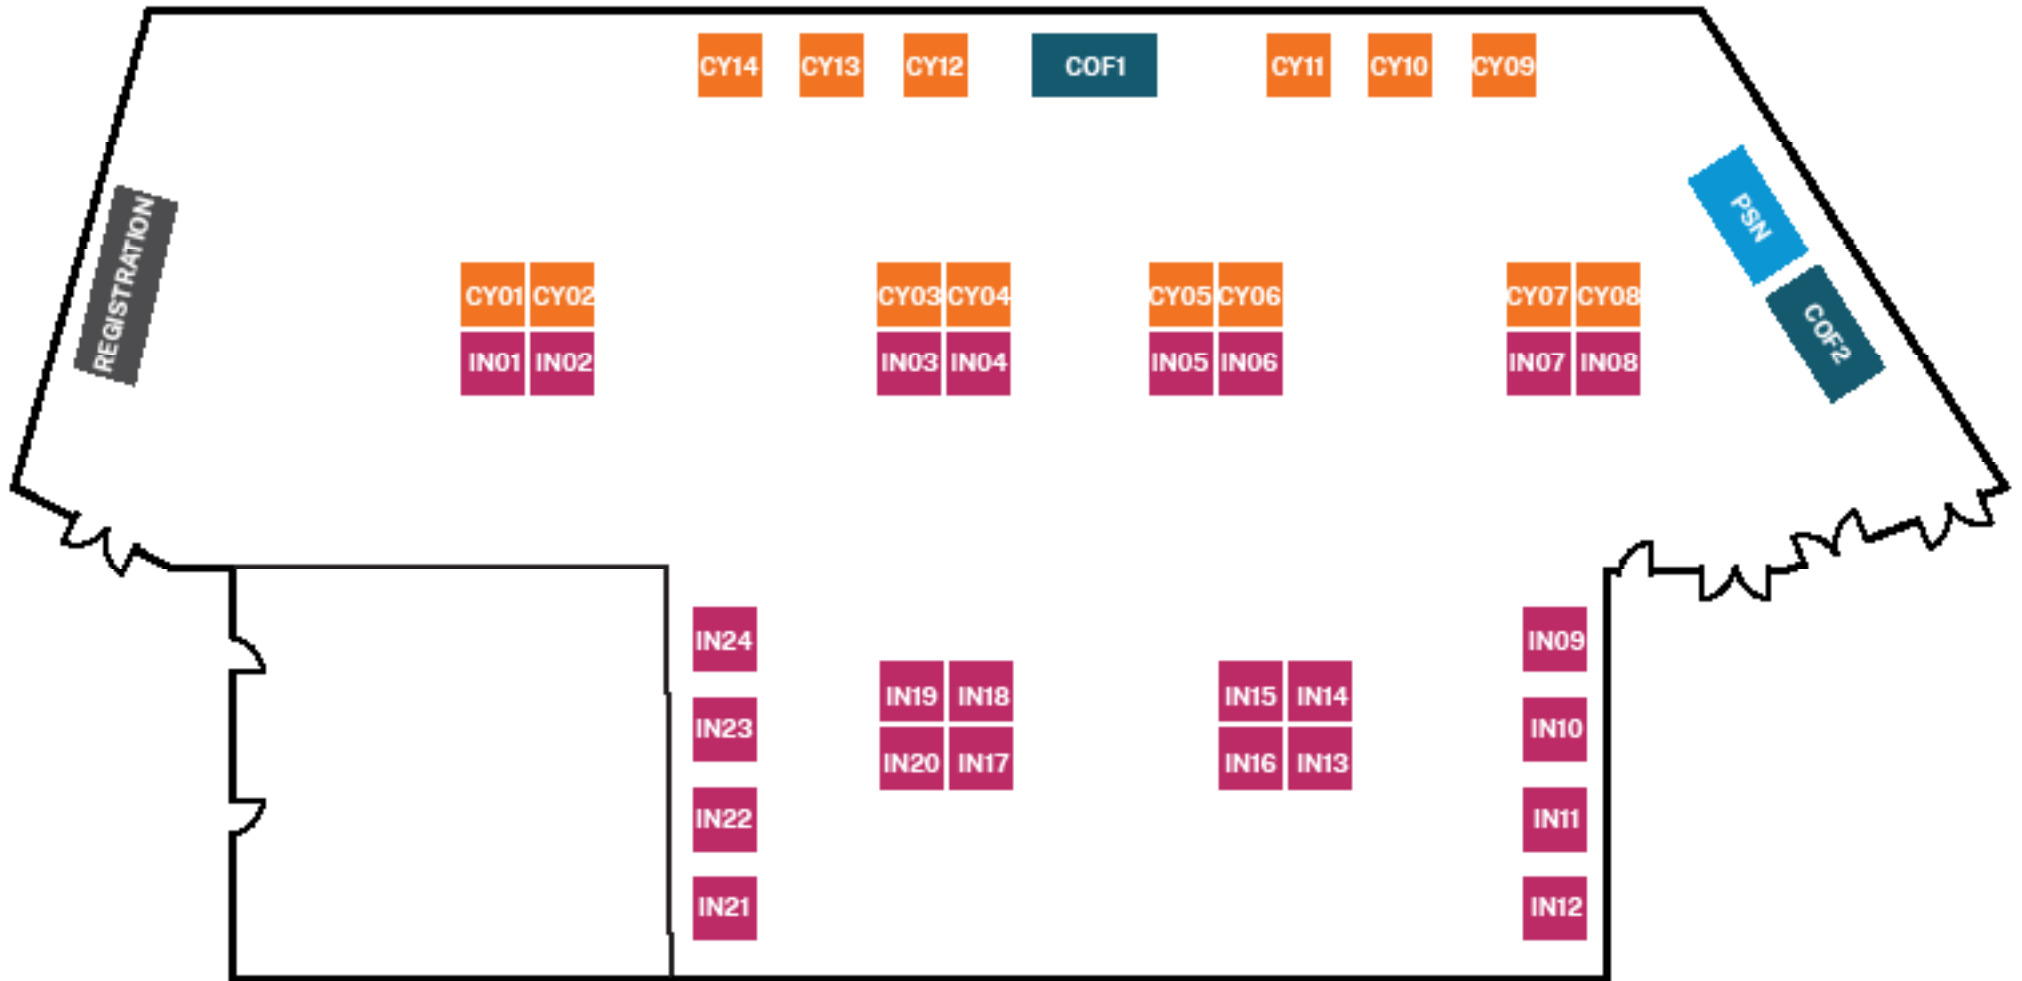 CY14 CY13 CY12 COF1 CY11 CY10 CY09
REGISTRATION
PSN
CY01 CY02 CY03 CY04 CY05 CY06 CY07 CY08
COF2
IN01 IN02 IN03 IN04 IN05 IN06 IN07 IN08
IN24 IN09
IN19 IN18 IN15 IN14
IN23 IN10
IN20 IN17 IN16 IN13
IN22 IN11
IN21 IN12